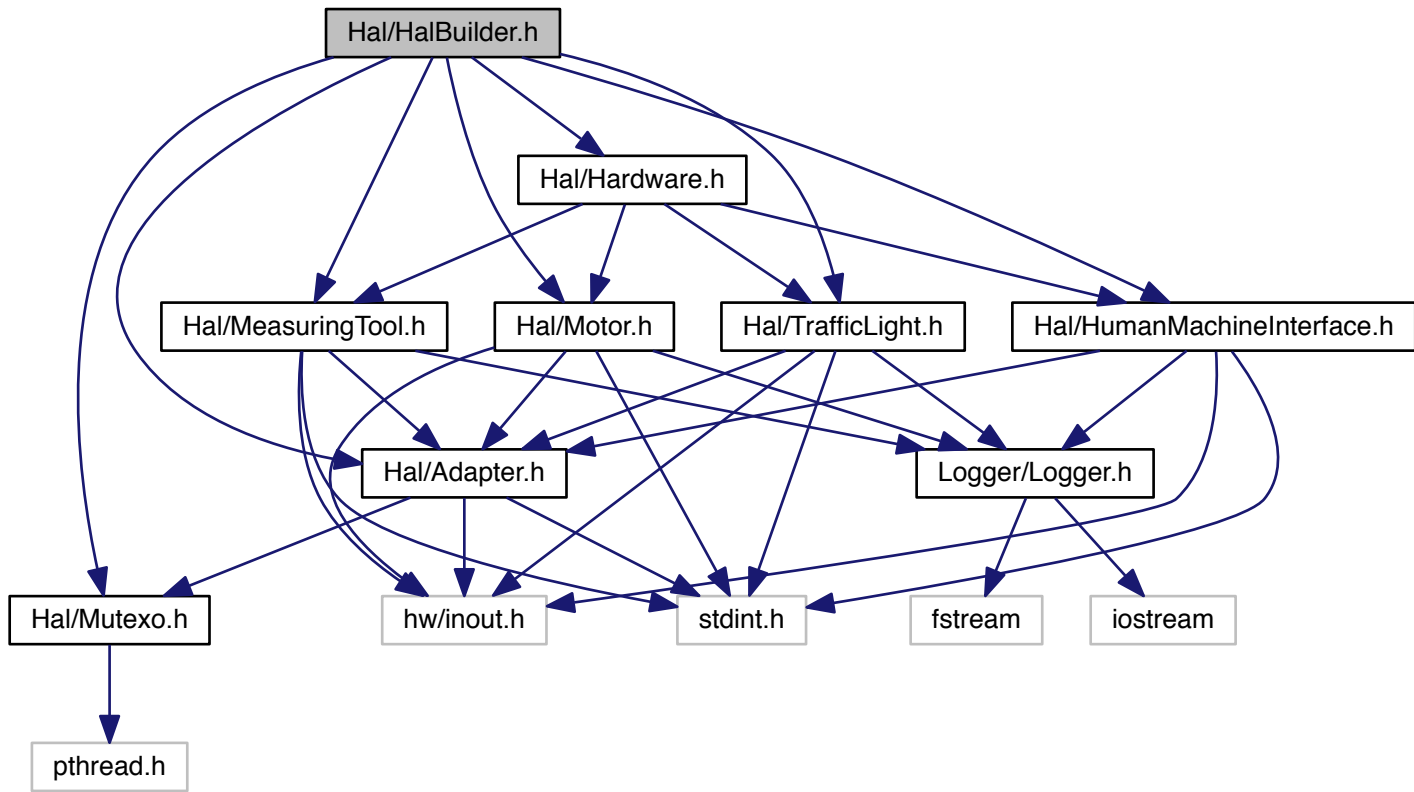 Hal/HalBuilder.h
Hal/Hardware.h
Hal/MeasuringTool.h
Hal/Motor.h
Hal/TrafficLight.h
Hal/HumanMachineInterface.h
Hal/Adapter.h
Logger/Logger.h
Hal/Mutexo.h
hw/inout.h
stdint.h
fstream
iostream
pthread.h